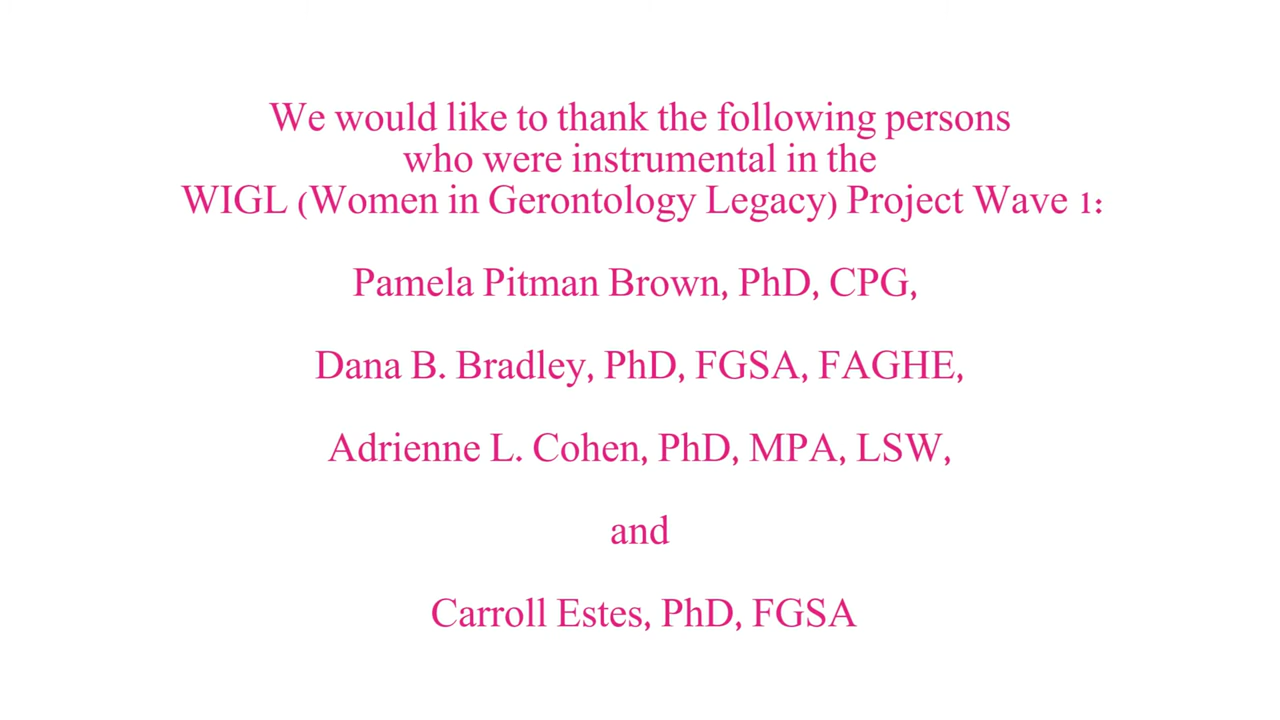 We would like to thank the following persons
who were instrumental in the
WIGL (Women in Gerontology Legacy) Project Wave 1:
Pamela Pitman Brown, PhD, CPG,
Dana B. Bradley, PhD, FGSA, FAGHE,
Adrienne L. Cohen, PhD, MPA, LSW,
and
Carroll Estes, PhD, FGSA